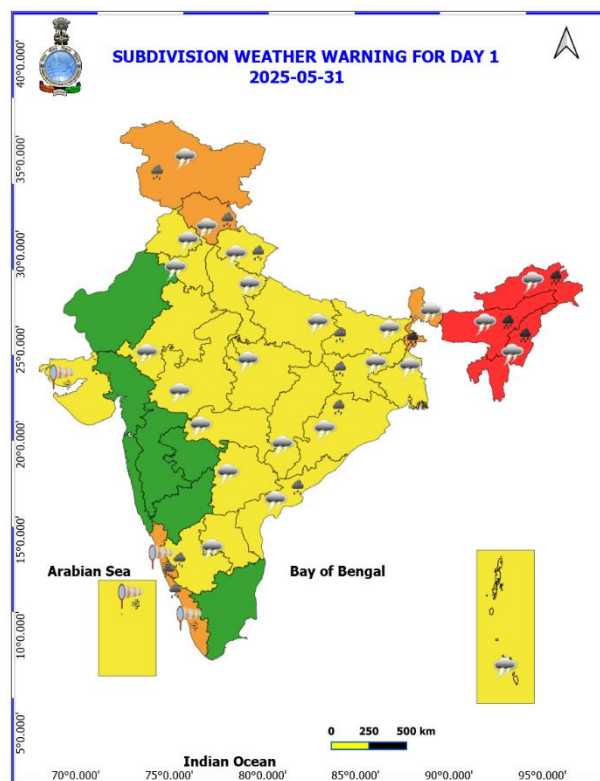 SUBDIVISION WEATHER WARNING FOR DAY 1
2025-05-31
40°0.000'
35°0.000'
30°0.000'
25°0.000'
20°0.000'
15°0.000'
10°0.000'
5°0.000'
Arabian Sea
Bay of Bengal
0 250 500 km
Indian Ocean
70°0.000' 75°0.000' 80°0.000' 85°0.000' 90°0.000' 95°0.000'